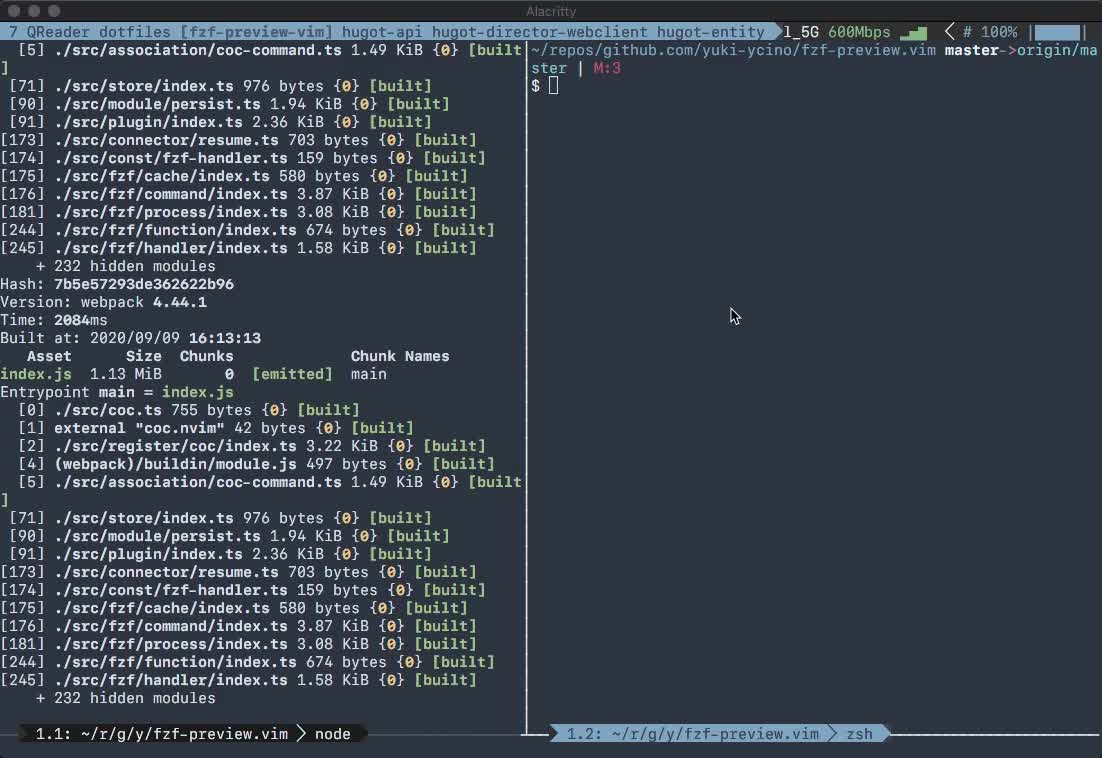 Alacritty
7 QReader dotfiles [fzf-preview-vim] hugot-api hugot-director-webclient hugot-entity l_5G 600Mbps # 100%
[5] ./src/association/coc-command.ts 1.49 KiB {0} [built
]
[71] ./src/store/index.ts 976 bytes {0} [built]
[90] ./src/module/persist.ts 1.94 KiB {0} [built]
[91] ./src/plugin/index.ts 2.36 KiB {0} [built]
[173] ./src/connector/resume.ts 703 bytes {0} [built]
[174] ./src/const/fzf-handler.ts 159 bytes {0} [built]
[175] ./src/fzf/cache/index.ts 580 bytes {0} [built]
[176] ./src/fzf/command/index.ts 3.87 KiB {0} [built]
[181] ./src/fzf/process/index.ts 3.08 KiB {0} [built]
[244] ./src/fzf/function/index.ts 674 bytes {0} [built]
[245] ./src/fzf/handler/index.ts 1.58 KiB {0} [built]
+ 232 hidden modules
Hash: 7b5e57293de362622b96
Version: webpack 4.44.1
Time: 2084ms
Built at: 2020/09/09 16:13:13
Asset Size Chunks Chunk Names
index.js 1.13 MiB 0 [emitted] main
Entrypoint main = index.js
[0] ./src/coc.ts 755 bytes {0} [built]
[1] external "coc.nvim" 42 bytes {0} [built]
[2] ./src/register/coc/index.ts 3.22 KiB {0} [built]
[4] (webpack)/buildin/module.js 497 bytes {0} [built]
[5] ./src/association/coc-command.ts 1.49 KiB {0} [built
]
[71] ./src/store/index.ts 976 bytes {0} [built]
[90] ./src/module/persist.ts 1.94 KiB {0} [built]
[91] ./src/plugin/index.ts 2.36 KiB {0} [built]
[173] ./src/connector/resume.ts 703 bytes {0} [built]
[174] ./src/const/fzf-handler.ts 159 bytes {0} [built]
[175] ./src/fzf/cache/index.ts 580 bytes {0} [built]
[176] ./src/fzf/command/index.ts 3.87 KiB {0} [built]
[181] ./src/fzf/process/index.ts 3.08 KiB {0} [built]
[244] ./src/fzf/function/index.ts 674 bytes {0} [built]
[245] ./src/fzf/handler/index.ts 1.58 KiB {0} [built]
+ 232 hidden modules
1.1: ~/r/g/y/fzf-preview.vim node
~/repos/github.com/yuki-ycino/fzf-preview.vim master->origin/ma
ster | M:3
$
1.2: ~/r/g/y/fzf-preview.vim zsh